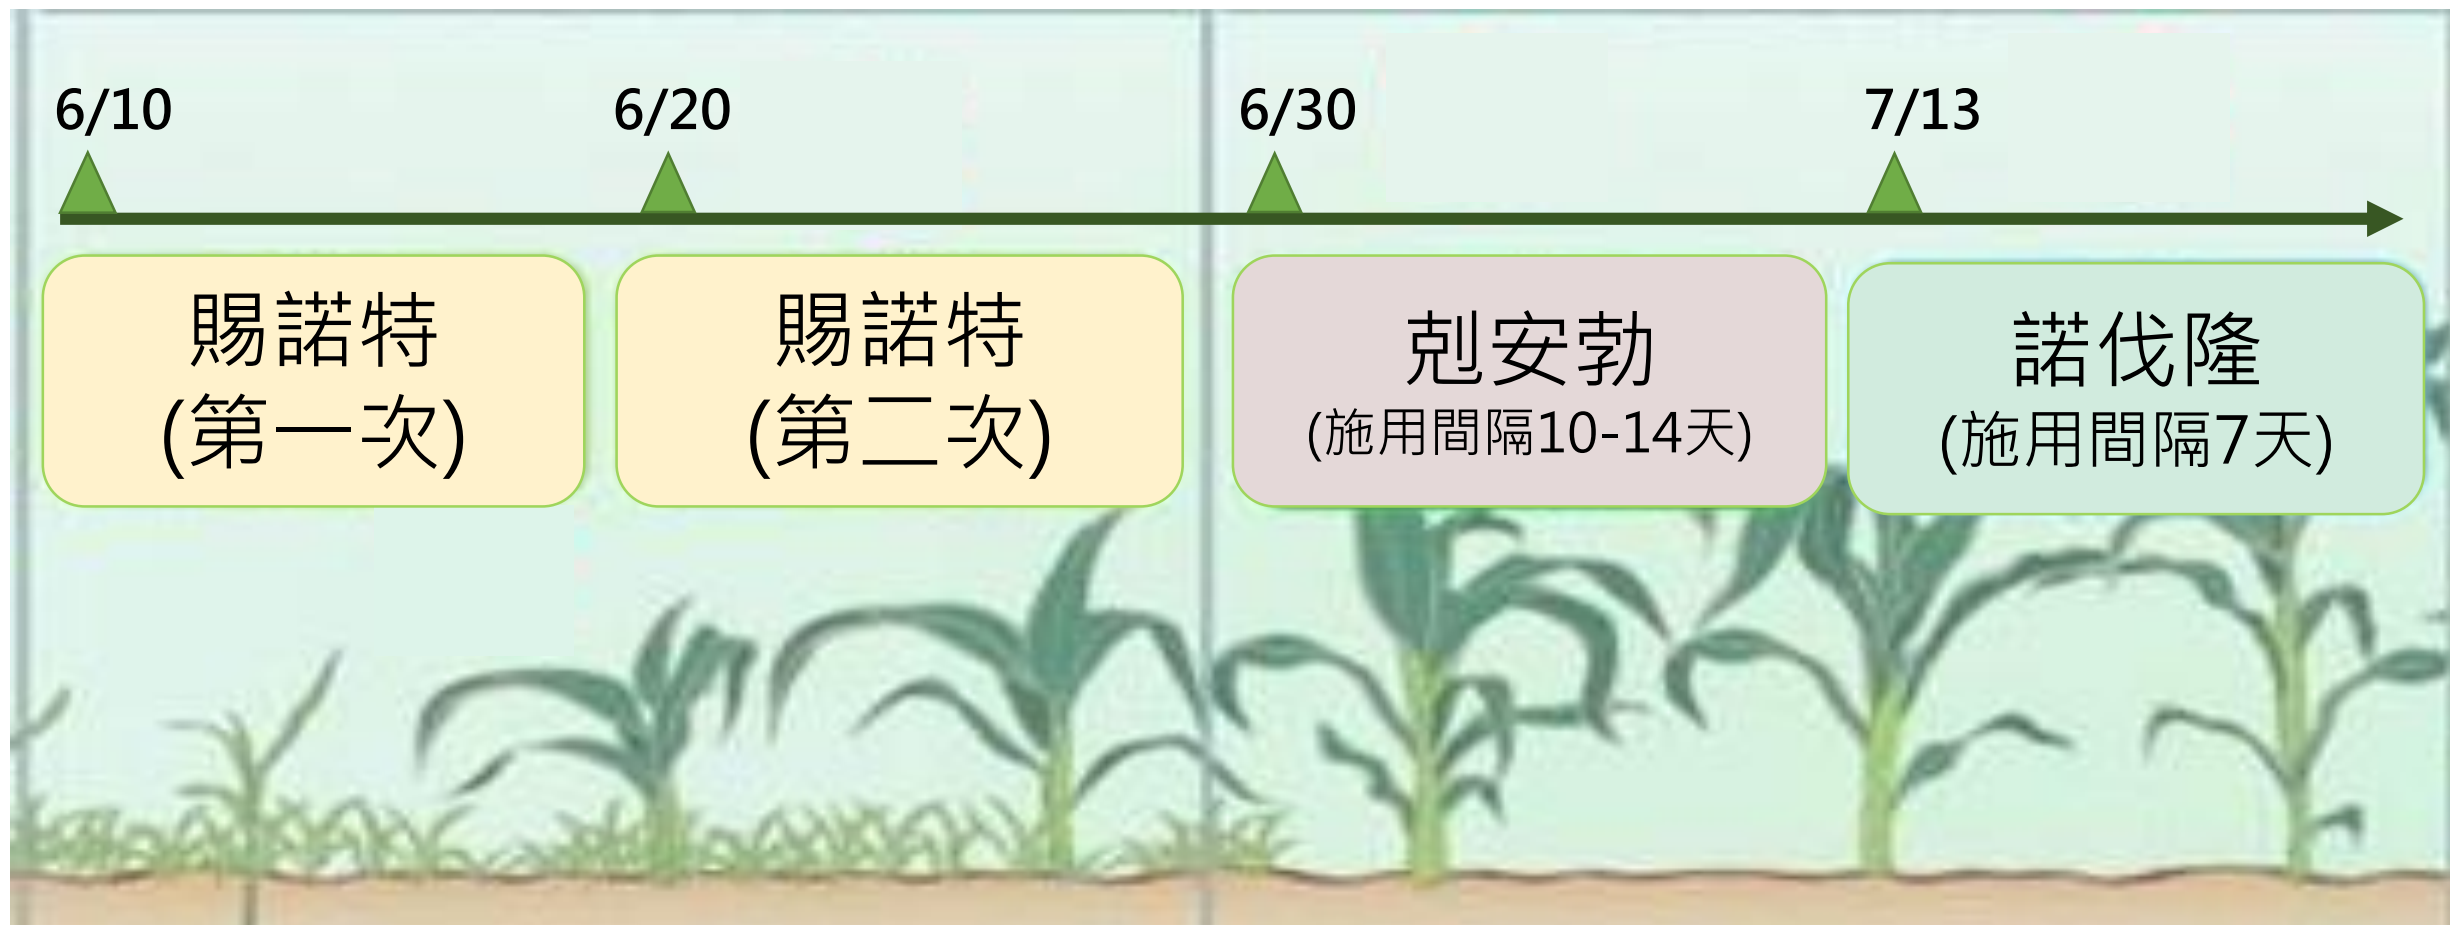 6/10
6/20
6/30
7/13
賜諾特
(第一次)
賜諾特
(第二次)
剋安勃
(施用間隔10-14天)
諾伐隆
(施用間隔7天)